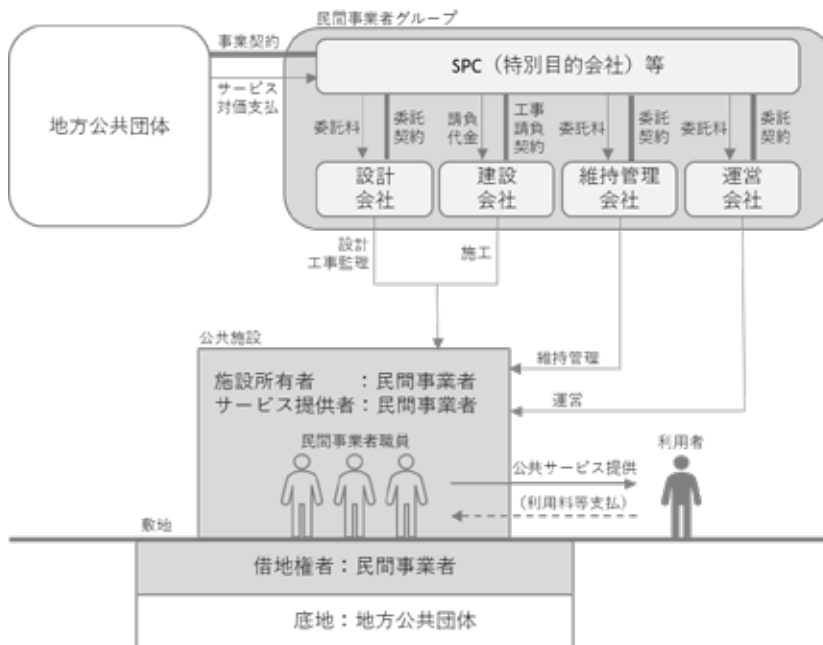 民間事業者グループ
事業契約
SPC（特別目的会社）等
サービス
対価支払
地方公共団体
委託料
委託
契約
請負
代金
工事
請負
契約
委託料
委託
契約
委託料
委託
契約
設計
会社
建設
会社
維持管理
会社
運営
会社
設計
工事監理
施工
公共施設
維持管理
施設所有者　　：民間事業者
サービス提供者：民間事業者
運営
民間事業者職員
利用者
公共サービス提供
（利用料等支払）
敷地
借地権者：民間事業者
底地：地方公共団体